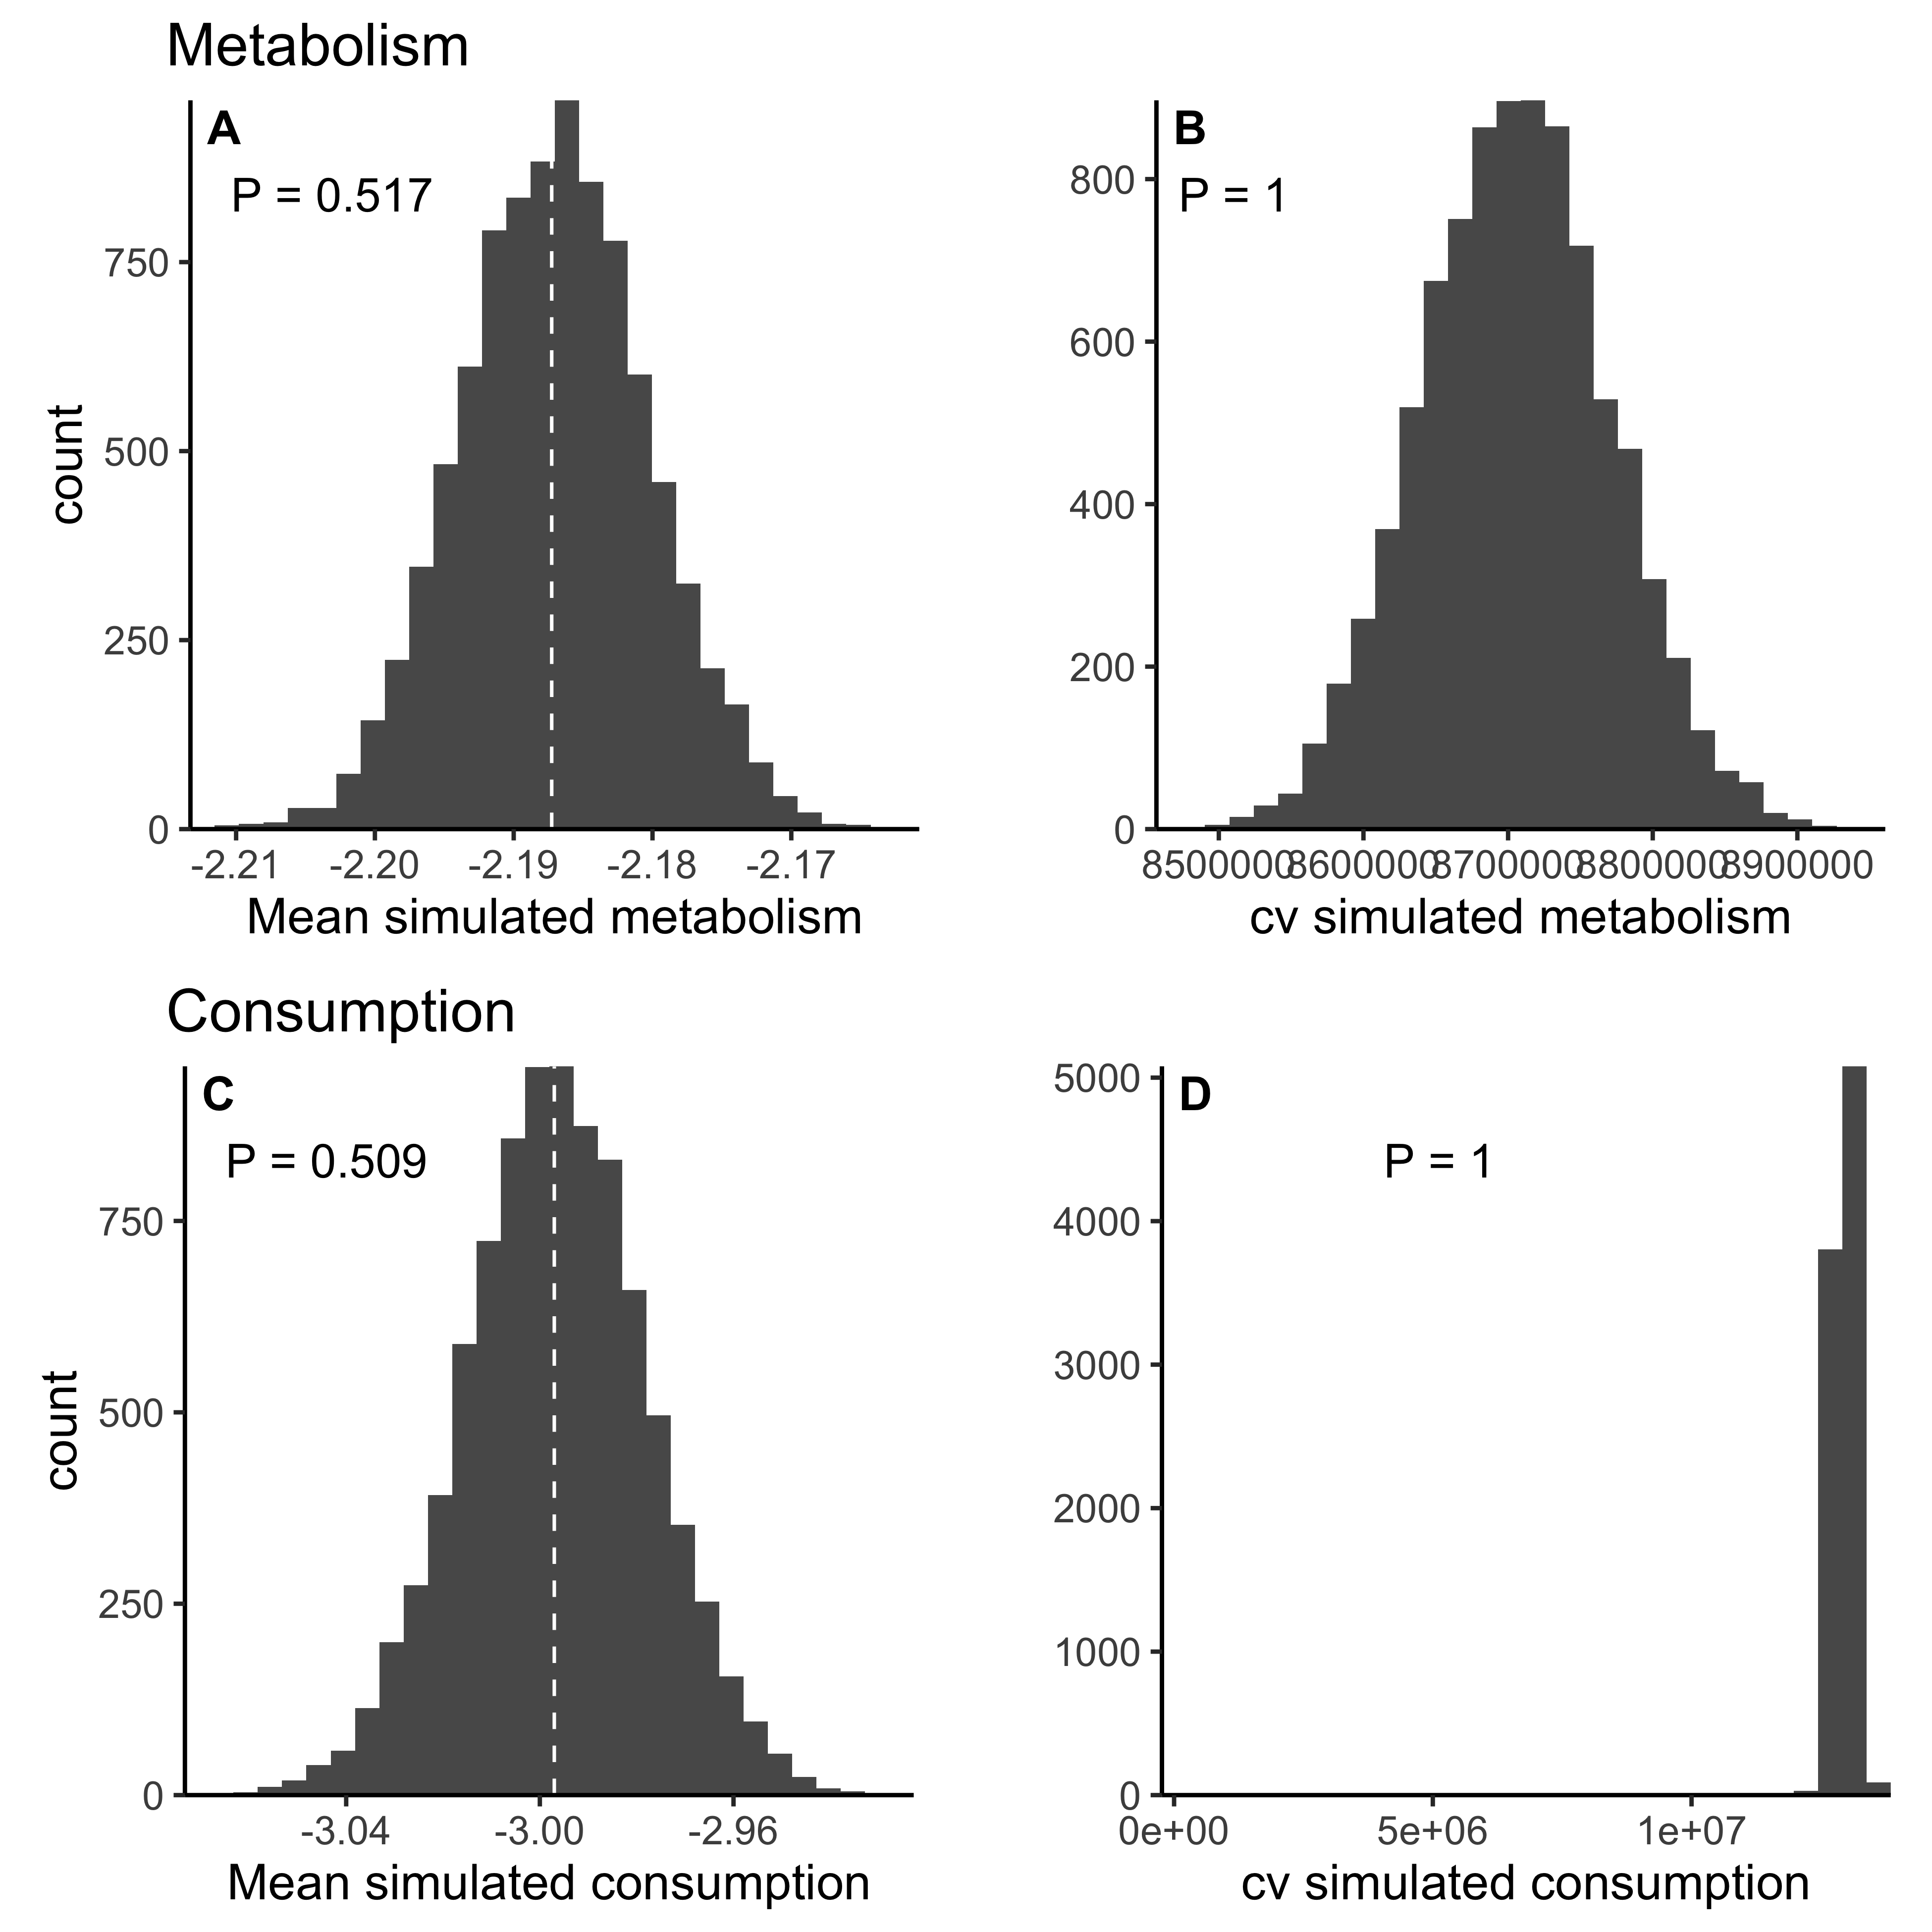 Metabolism
A
P = 0.517
count
750
500
250
0
-2.21 -2.20 -2.19 -2.18 -2.17
Mean simulated metabolism
B
P = 1
800
600
400
200
0
8500000 8600000 8700000 8800000 8900000
cv simulated metabolism
Consumption
C
P = 0.509
count
750
500
250
0
-3.04 -3.00 -2.96
Mean simulated consumption
D
P = 1
5000
4000
3000
2000
1000
0
0e+00 5e+06 1e+07
cv simulated consumption